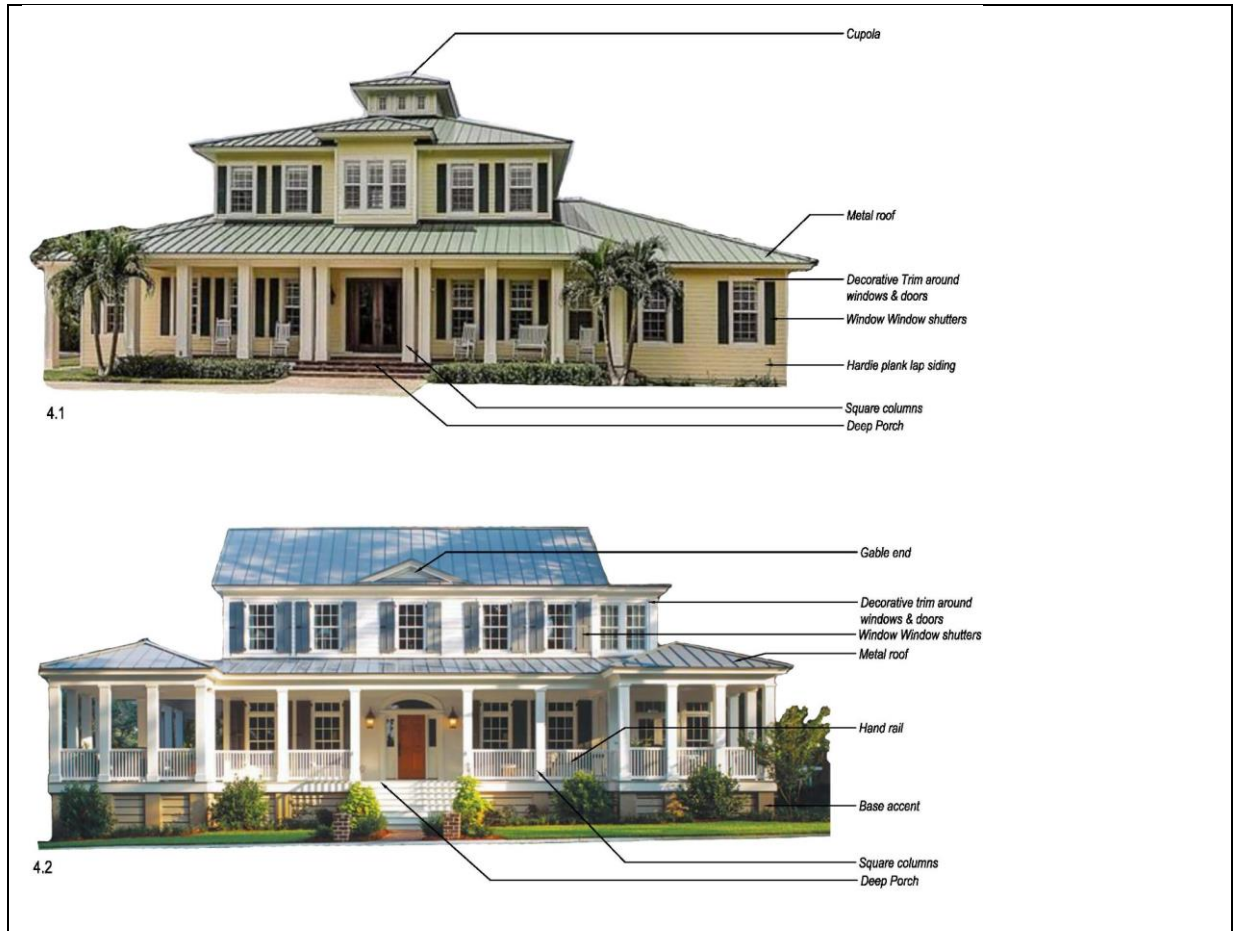 Cupola
Metal roof
Decorative Trim around
windows & doors
Window Window shutters
Hardie plank lap siding
Square columns
Deep Porch
4.1
Gable end
Decorative trim around
windows & doors
Window Window shutters
Metal roof
Hand rail
Base accent
Square columns
Deep Porch
4.2